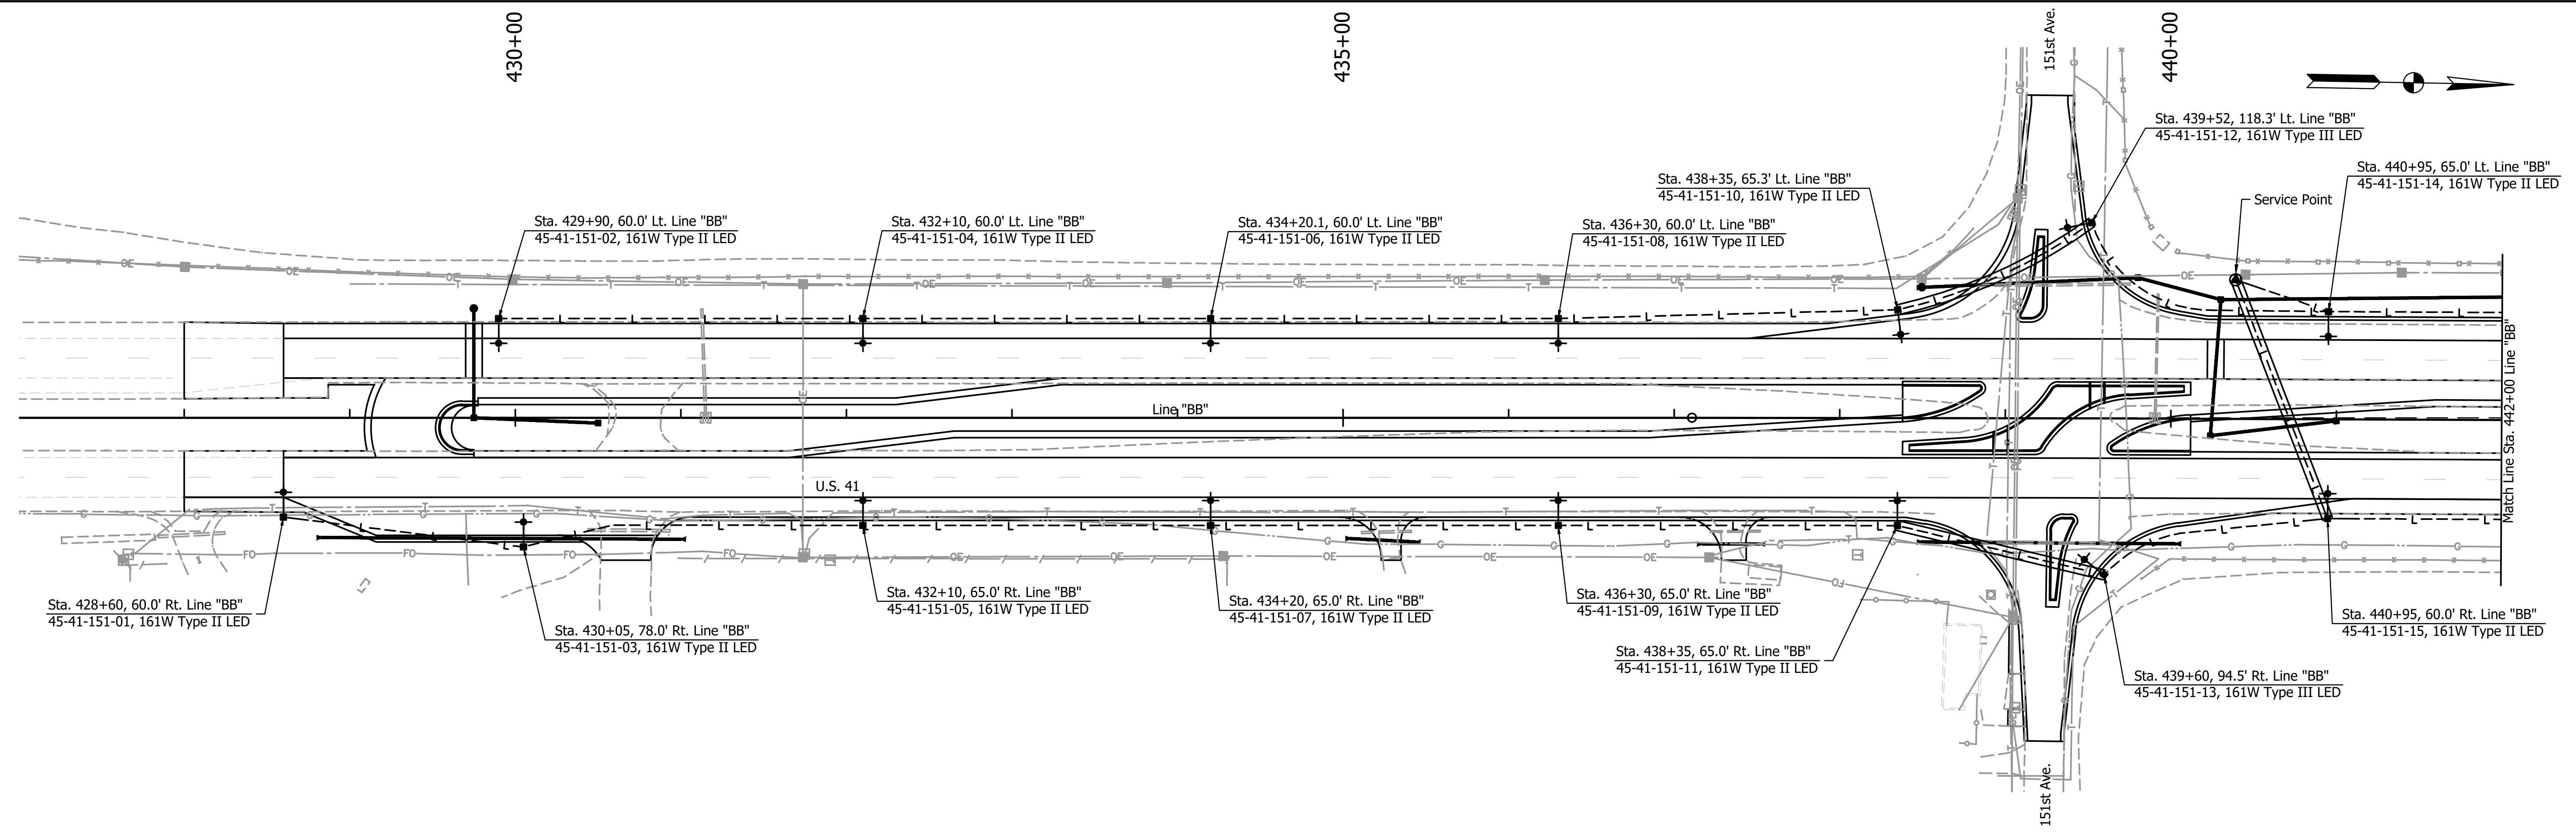 430+00
435+00
440+00
151st Ave.
Sta. 439+52, 118.3' Lt. Line "BB"
45-41-151-12, 161W Type III LED
Sta. 440+95, 65.0' Lt. Line "BB"
45-41-151-14, 161W Type II LED
Sta. 438+35, 65.3' Lt. Line "BB"
45-41-151-10, 161W Type II LED
Service Point
Sta. 429+90, 60.0' Lt. Line "BB"
45-41-151-02, 161W Type II LED
Sta. 432+10, 60.0' Lt. Line "BB"
45-41-151-04, 161W Type II LED
Sta. 434+20.1, 60.0' Lt. Line "BB"
45-41-151-06, 161W Type II LED
Sta. 436+30, 60.0' Lt. Line "BB"
45-41-151-08, 161W Type II LED
Line "BB"
U.S. 41
Match Line Sta. 442+00 Line "BB"
Sta. 428+60, 60.0' Rt. Line "BB"
45-41-151-01, 161W Type II LED
Sta. 430+05, 78.0' Rt. Line "BB"
45-41-151-03, 161W Type II LED
Sta. 432+10, 65.0' Rt. Line "BB"
45-41-151-05, 161W Type II LED
Sta. 434+20, 65.0' Rt. Line "BB"
45-41-151-07, 161W Type II LED
Sta. 436+30, 65.0' Rt. Line "BB"
45-41-151-09, 161W Type II LED
Sta. 438+35, 65.0' Rt. Line "BB"
45-41-151-11, 161W Type II LED
Sta. 440+95, 60.0' Rt. Line "BB"
45-41-151-15, 161W Type II LED
Sta. 439+60, 94.5' Rt. Line "BB"
45-41-151-13, 161W Type III LED
151st Ave.